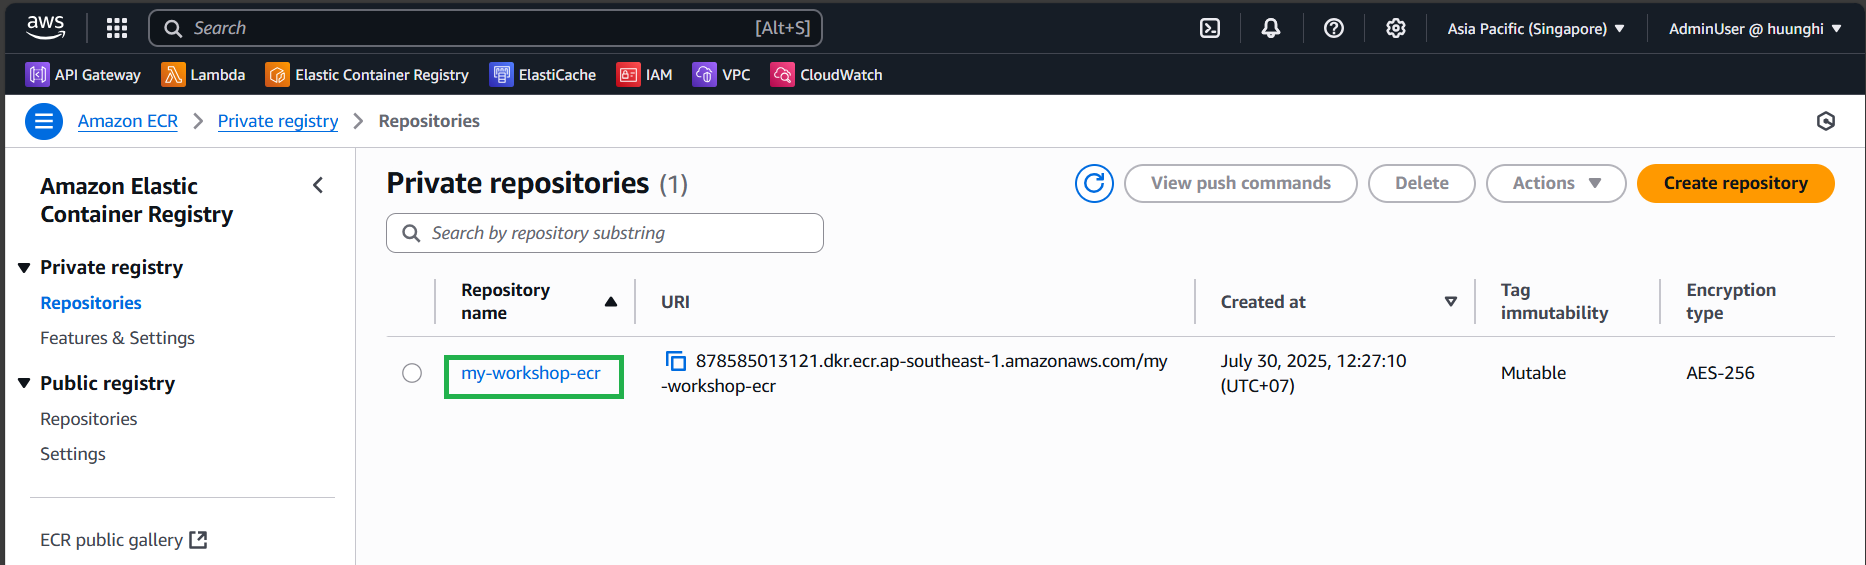 aws
Search [Alt+S]
Asia Pacific (Singapore)
AdminUser @ huunghi
API Gateway
Lambda
Elastic Container Registry
ElastiCache
IAM
VPC
CloudWatch
Amazon ECR
Private registry
Repositories
Amazon Elastic
Container Registry
Private registry
Repositories
Features & Settings
Public registry
Repositories
Settings
ECR public gallery
Private repositories (1)
View push commands
Delete
Actions
Create repository
Search by repository substring
Repository
name
URI
Created at
Tag
immutability
Encryption
type
my-workshop-ecr
878585013121.dkr.ecr.ap-southeast-1.amazonaws.com/my
-workshop-ecr
July 30, 2025, 12:27:10
(UTC+07)
Mutable
AES-256